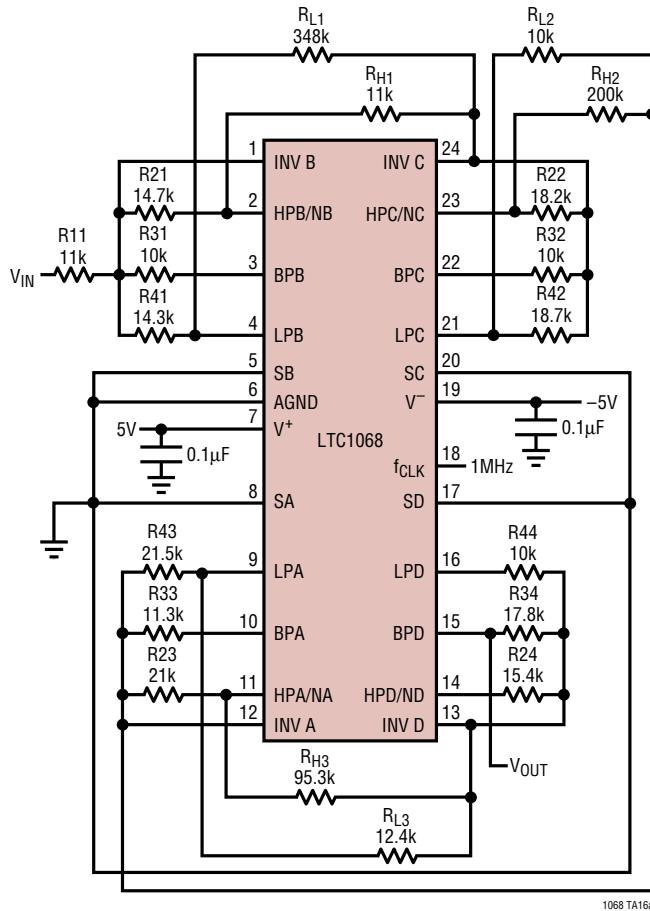 RL1
348k
RL2
10k
RH1
11k
RH2
200k
1
INV B
INV C
24
R21
14.7k
2
HPB/NB
HPC/NC
23
R22
18.2k
R11
11k
VIN
R31
10k
3
BPB
BPC
22
R32
10k
R41
14.3k
4
LPB
LPC
21
R42
18.7k
5
SB
SC
20
6
AGND
V−
19
−5V
5V
7
V+
0.1µF
0.1µF
LTC1068
fCLK
18
1MHz
8
SA
SD
17
R43
21.5k
9
LPA
LPD
16
R44
10k
R33
11.3k
10
BPA
BPD
15
R34
17.8k
R23
21k
11
HPA/NA
HPD/ND
14
R24
15.4k
12
INV A
INV D
13
RH3
95.3k
VOUT
RL3
12.4k
1068 TA16a